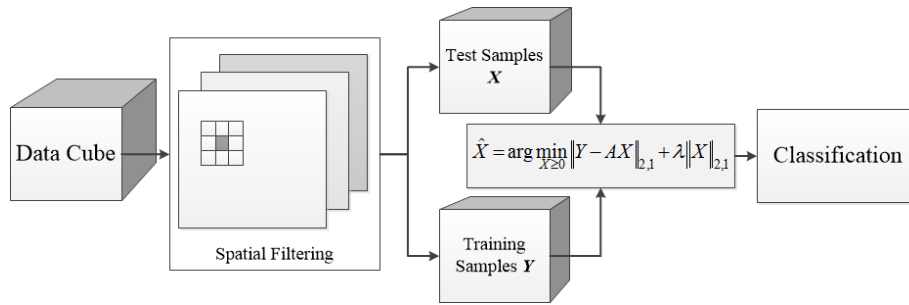 Data Cube
Spatial Filtering
Test Samples
X
X̂ = arg min_{X≥0} ‖Y − AX‖_{2,1} + λ‖X‖_{2,1}
Training
Samples Y
Classification